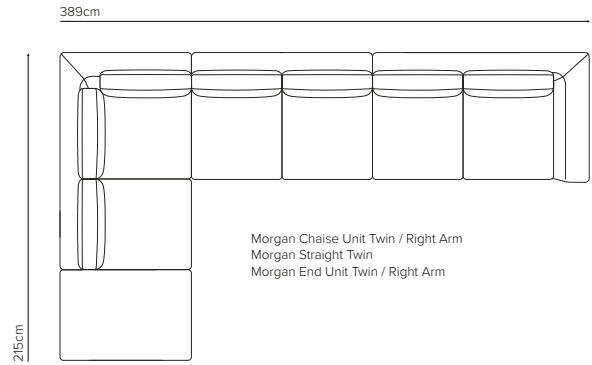 389cm
215cm
Morgan Chaise Unit Twin / Right Arm
Morgan Straight Twin
Morgan End Unit Twin / Right Arm